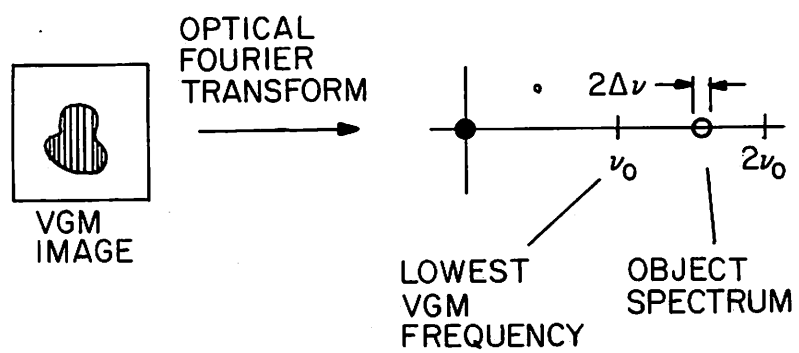 OPTICAL
FOURIER
TRANSFORM
VGM
IMAGE
2Δν
ν₀
2ν₀
LOWEST
VGM
FREQUENCY
OBJECT
SPECTRUM